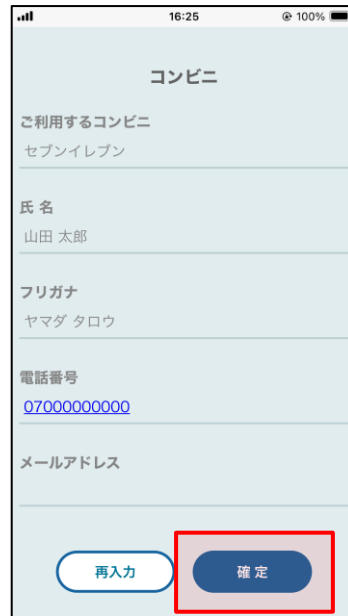 16:25 100%
コンビニ
ご利用するコンビニ
セブンイレブン
氏 名
山田 太郎
フリガナ
ヤマダ タロウ
電話番号
07000000000
メールアドレス
再入力 確 定